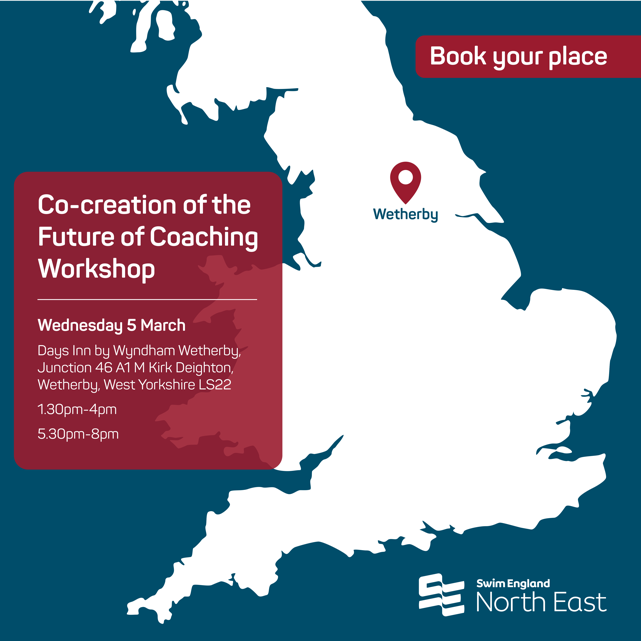 Book your place
Wetherby
Co-creation of the
Future of Coaching
Workshop
Wednesday 5 March
Days Inn by Wyndham Wetherby,
Junction 46 A1 M Kirk Deighton,
Wetherby, West Yorkshire LS22
1.30pm-4pm
5.30pm-8pm
Swim England
North East